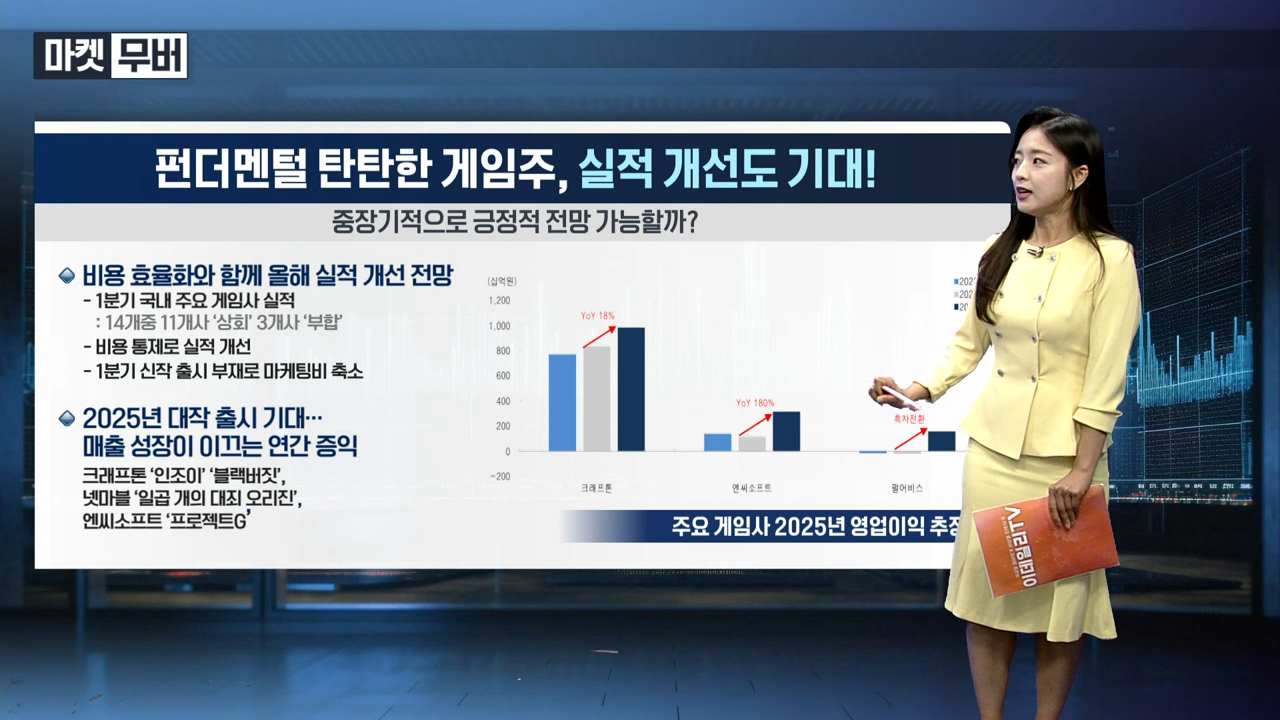 마켓 무버
펀더멘털 탄탄한 게임주, 실적 개선도 기대!
중장기적으로 긍정적 전망 가능할까?
비용 효율화와 함께 올해 실적 개선 전망
- 1분기 국내 주요 게임사 실적
: 14개중 11개사 ‘상회’ 3개사 ‘부합’
- 비용 통제로 실적 개선
- 1분기 신작 출시 부재로 마케팅비 축소
2025년 대작 출시 기대…
매출 성장이 이끄는 연간 증익
크래프톤 ‘인조이’ ‘블랙버짓’,
넷마블 ‘일곱 개의 대죄 오리진’,
엔씨소프트 ‘프로젝트G’
(십억원)
1,200
1,000
800
600
400
200
0
-200
YoY 18%
YoY 180%
흑자전환
크래프톤
엔씨소프트
펄어비스
주요 게임사 2025년 영업이익
이데일리TV